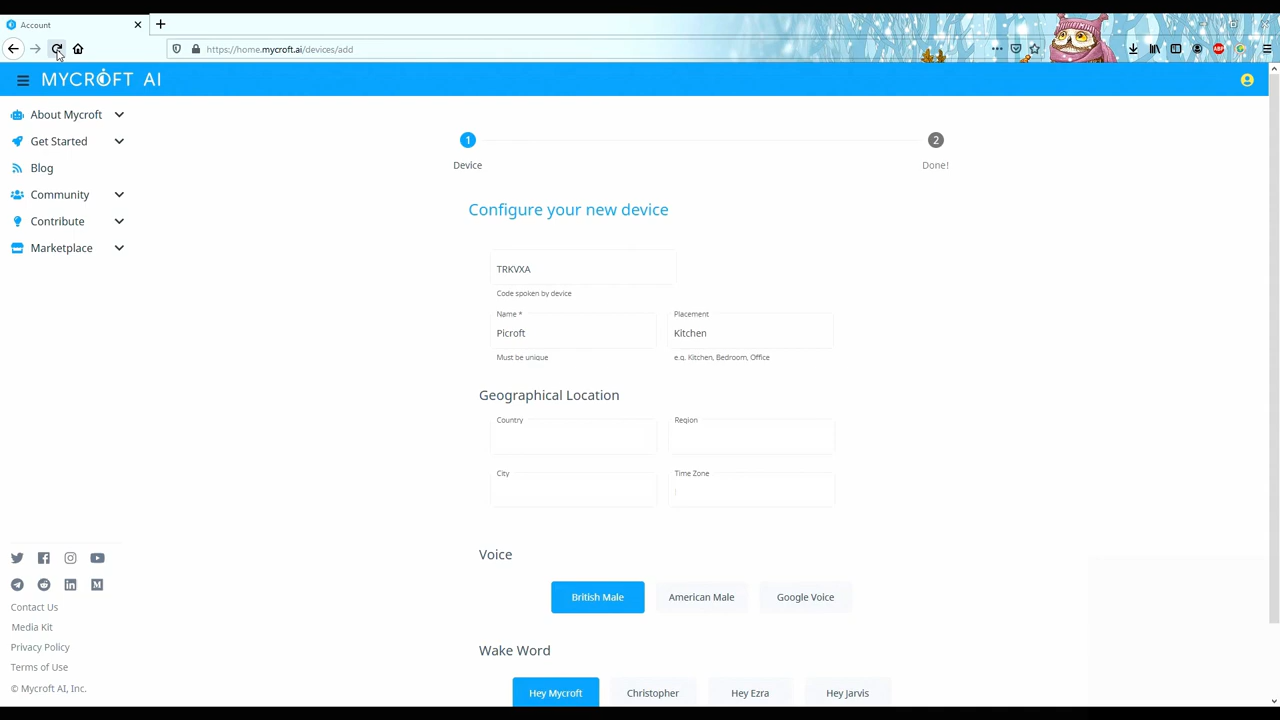 Account
https://home.mycroft.ai/devices/add
ABP
MYCROFT AI
About Mycroft
Get Started
Blog
Community
Contribute
Marketplace
1
2
Device
Done!
Configure your new device
TRKVXA
Code spoken by device
Name *
Placement
Picroft
Kitchen
Must be unique
e.g. Kitchen, Bedroom, Office
Geographical Location
Country
Region
City
Time Zone
Voice
British Male
American Male
Google Voice
Wake Word
Hey Mycroft
Christopher
Hey Ezra
Hey Jarvis
Contact Us
Media Kit
Privacy Policy
Terms of Use
© Mycroft AI, Inc.